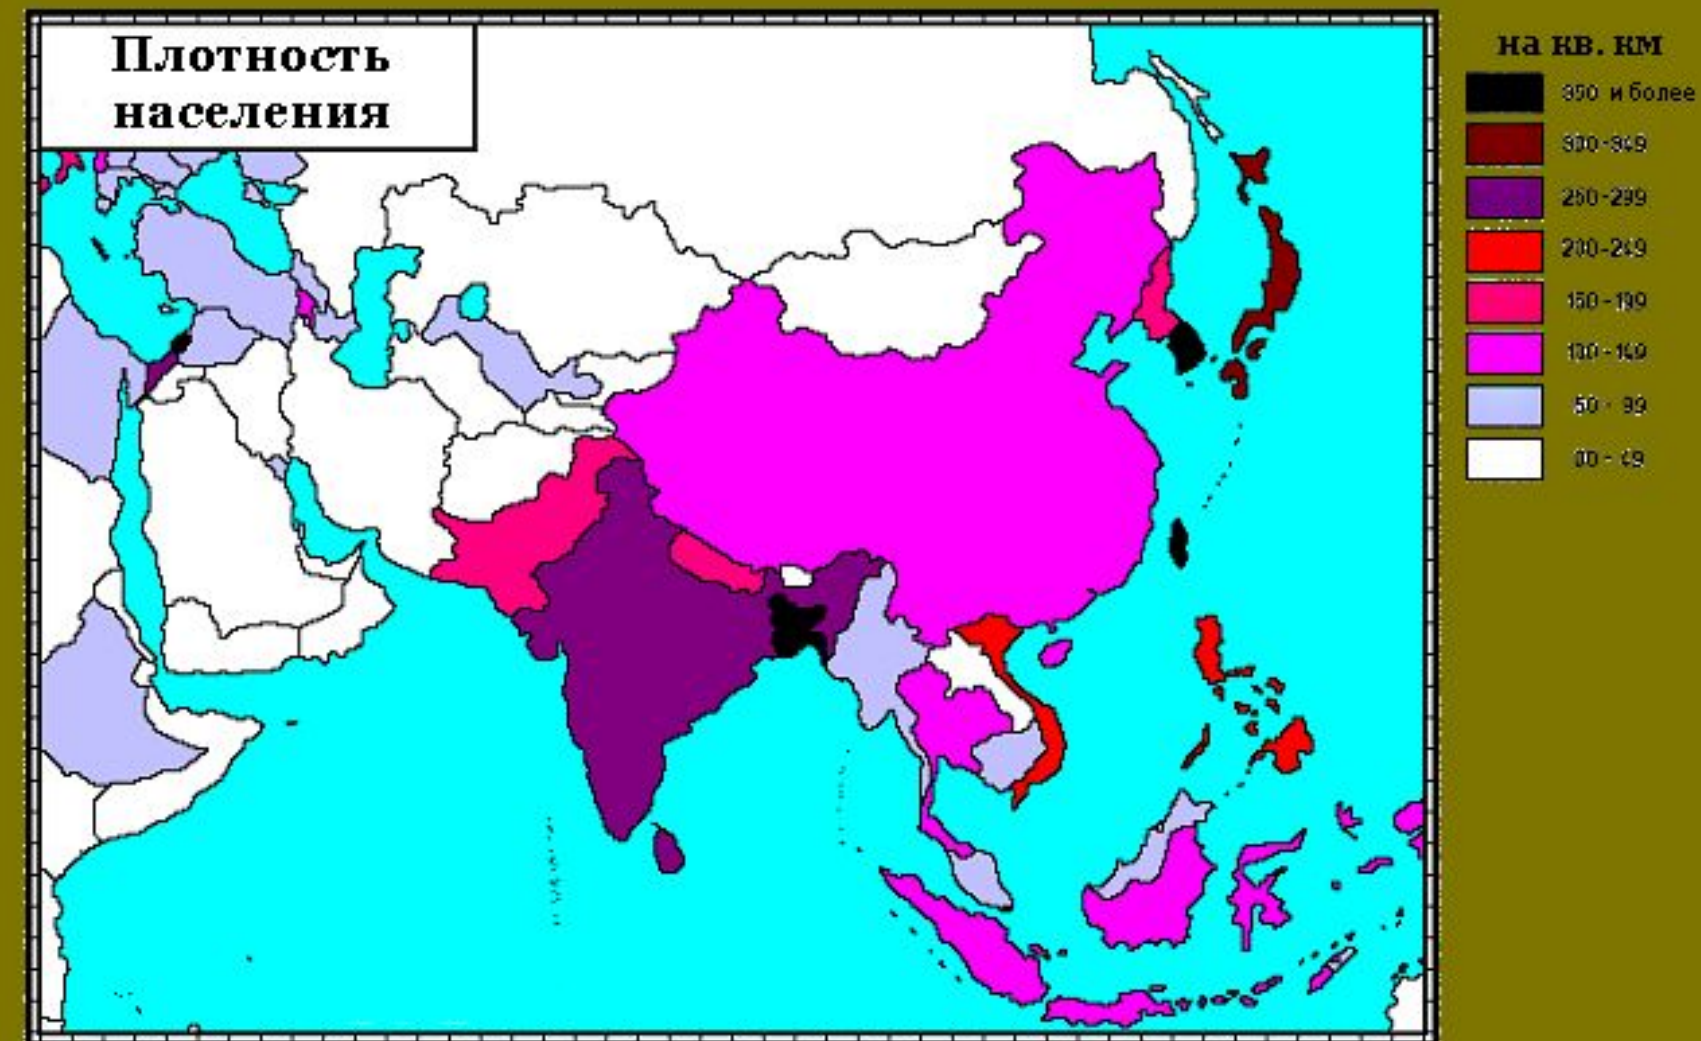 Плотность
населения
на кв. км
350 и более
300-349
250-299
200-249
150-199
100-149
50-99
00-49